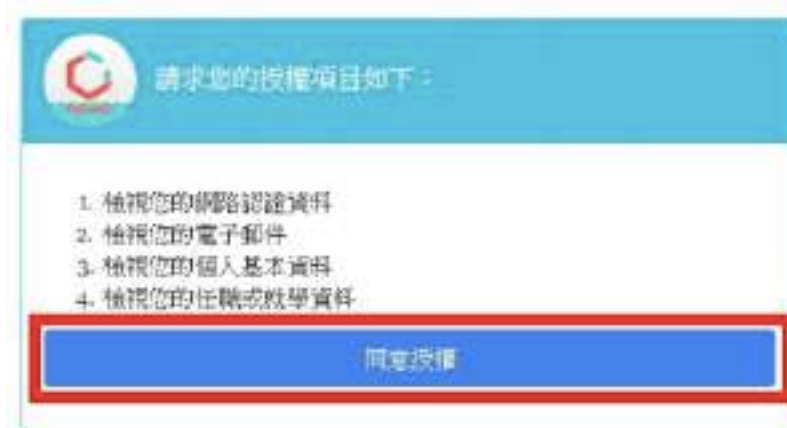 請求您的授權項目如下：
1. 檢視您的網路認證資料
2. 檢視您的電子郵件
3. 檢視您的個人基本資料
4. 檢視您的任職或就學資料
同意授權